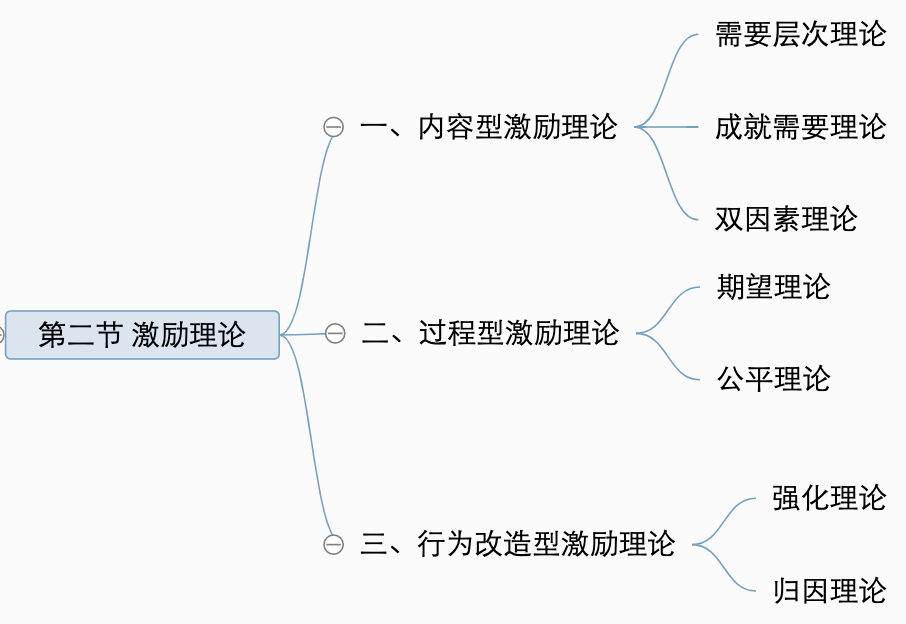 第二节 激励理论
一、内容型激励理论
需要层次理论
成就需要理论
双因素理论
二、过程型激励理论
期望理论
公平理论
三、行为改造型激励理论
强化理论
归因理论